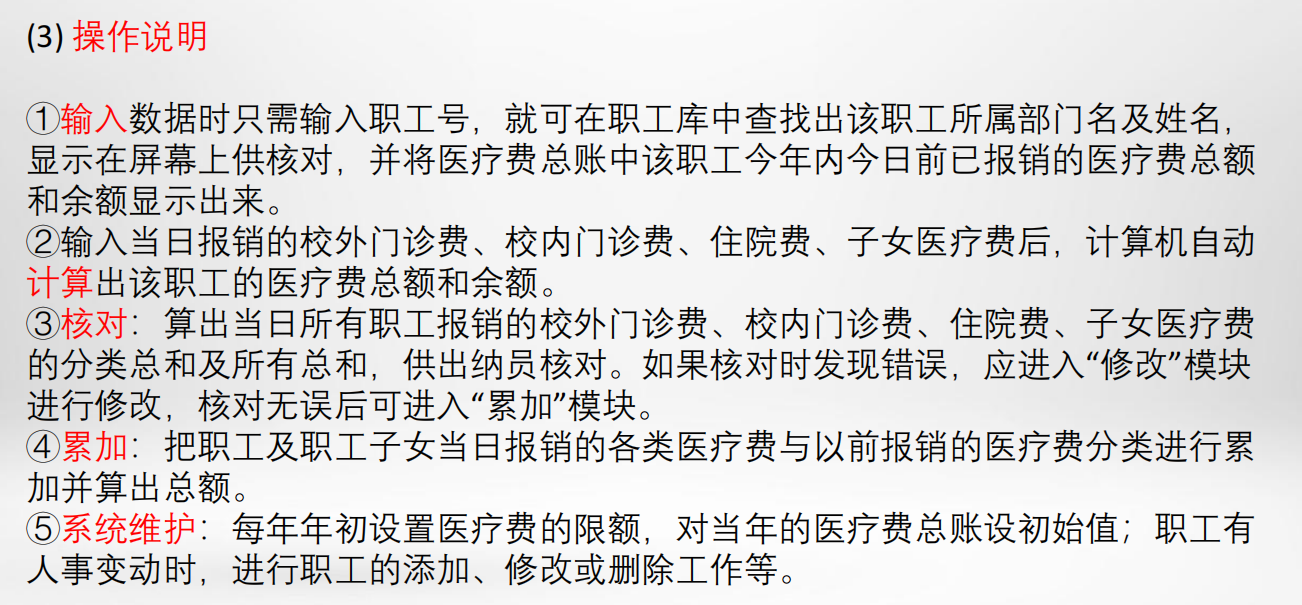 (3) 操作说明
①输入数据时只需输入职工号，就可在职工库中查找出该职工所属部门名及姓名，
显示在屏幕上供核对，并将医疗费总账中该职工今年内今日前已报销的医疗费总额
和余额显示出来。
②输入当日报销的校外门诊费、校内门诊费、住院费、子女医疗费后，计算机自动
计算出该职工的医疗费总额和余额。
③核对：算出当日所有职工报销的校外门诊费、校内门诊费、住院费、子女医疗费
的分类总和及所有总和，供出纳员核对。如果核对时发现错误，应进入“修改”模块
进行修改，核对无误后可进入“累加”模块。
④累加：把职工及职工子女当日报销的各类医疗费与以前报销的医疗费分类进行累
加并算出总额。
⑤系统维护：每年年初设置医疗费的限额，对当年的医疗费总账设初始值；职工有
人事变动时，进行职工的添加、修改或删除工作等。